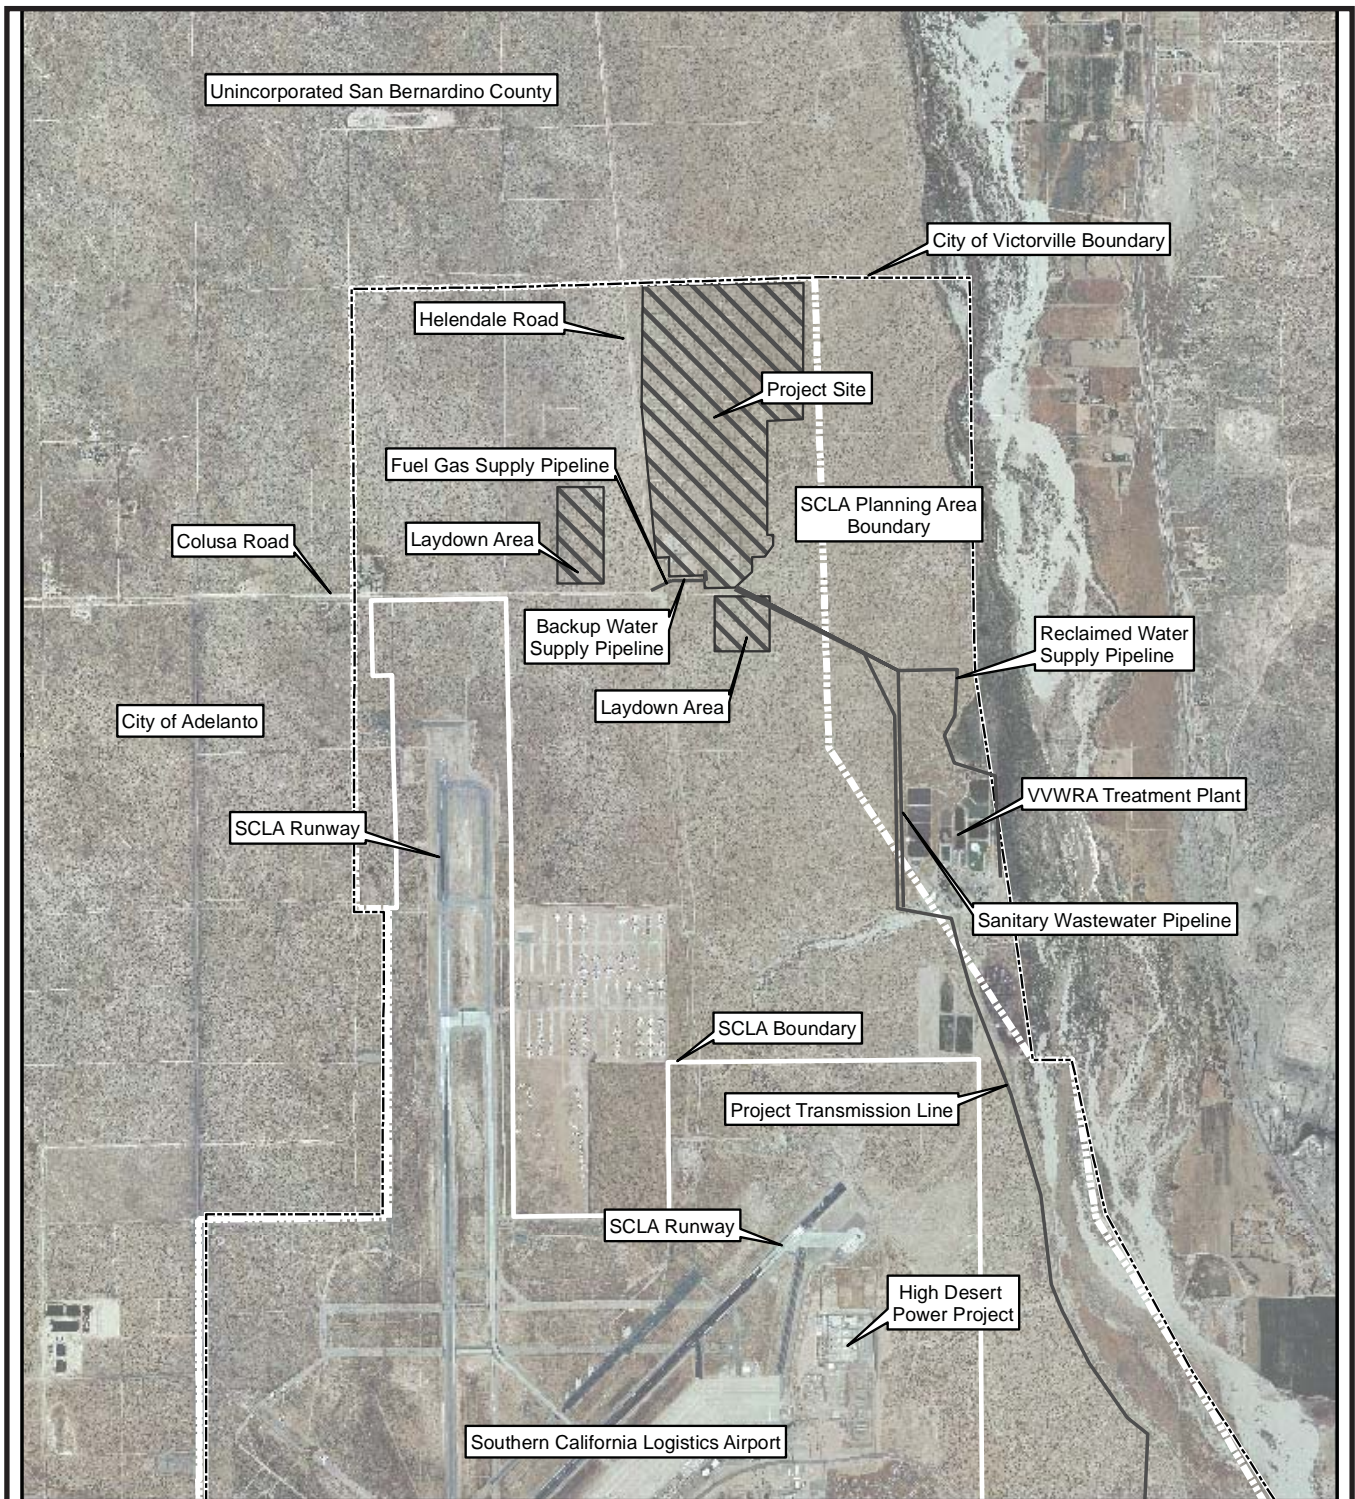 Unincorporated San Bernardino County
City of Victorville Boundary
Helendale Road
Project Site
Fuel Gas Supply Pipeline
SCLA Planning Area
Boundary
Laydown Area
Colusa Road
Backup Water
Supply Pipeline
Reclaimed Water
Supply Pipeline
Laydown Area
City of Adelanto
VVWRA Treatment Plant
SCLA Runway
Sanitary Wastewater Pipeline
SCLA Boundary
Project Transmission Line
SCLA Runway
High Desert
Power Project
Southern California Logistics Airport